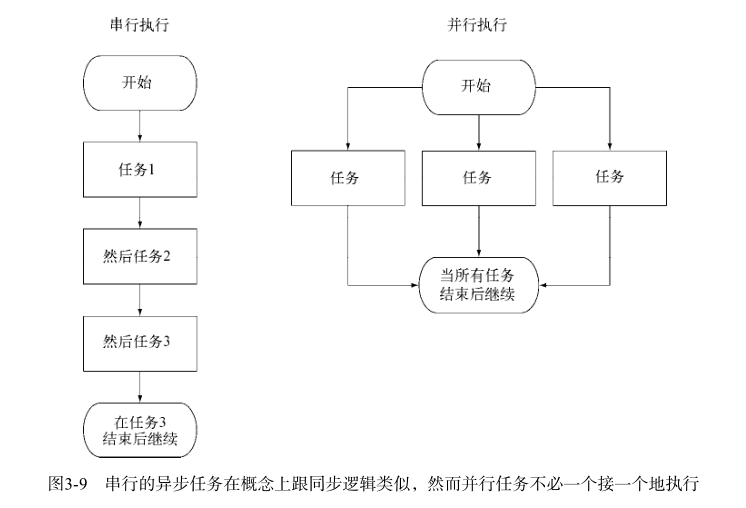 串行执行
开始
任务1
然后任务2
然后任务3
在任务3
结束后继续
并行执行
开始
任务
任务
任务
当所有任务
结束后继续
图3-9 串行的异步任务在概念上跟同步逻辑类似，然而并行任务不必一个接一个地执行